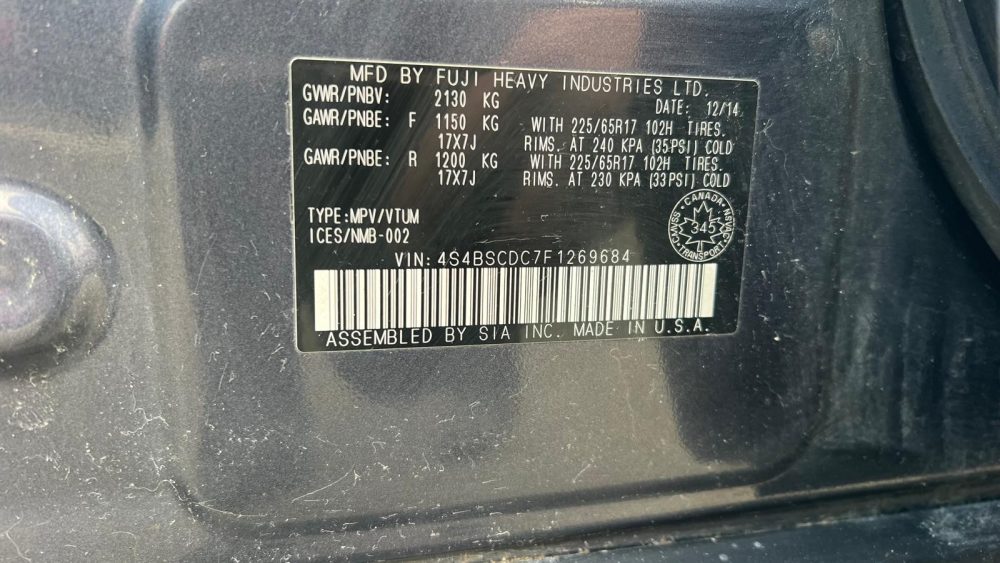 MFD BY FUJI HEAVY INDUSTRIES LTD.
GVWR/PNBV: 2130 KG DATE: 12/14
GAWR/PNBE: F 1150 KG WITH 225/65R17 102H TIRES.
17X7J RIMS. AT 240 KPA (35PSI) COLD
GAWR/PNBE: R 1200 KG WITH 225/65R17 102H TIRES.
17X7J RIMS. AT 230 KPA (33PSI) COLD
TYPE:MPV/VTUM
ICES/NMB-002
CANADA
CMVSS 345 NSVAC
TRANSPORT
VIN: 4S4BSCDC7F1269684
ASSEMBLED BY SIA INC. MADE IN U.S.A.